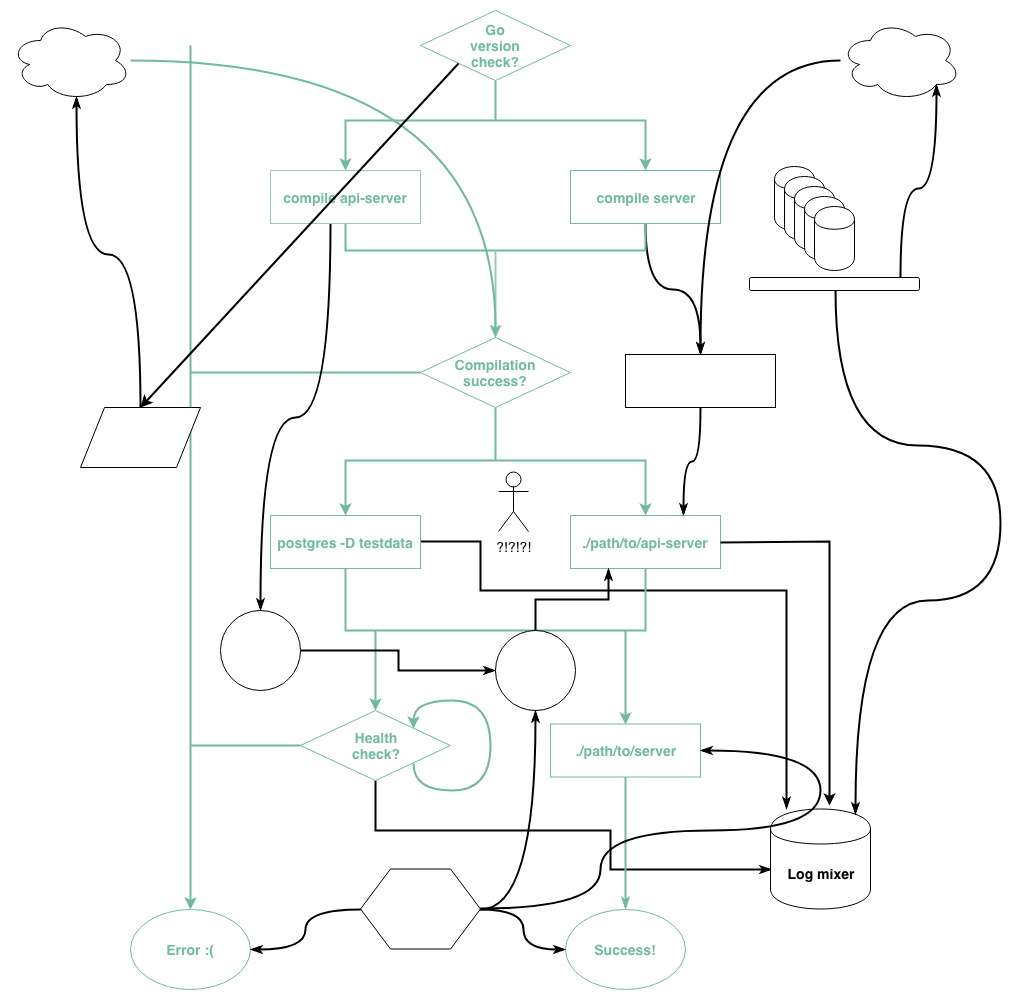 Go
version
check?
compile api-server
compile server
Compilation
success?
?!?!?!
postgres -D testdata
./path/to/api-server
Health
check?
./path/to/server
Log mixer
Error :(
Success!